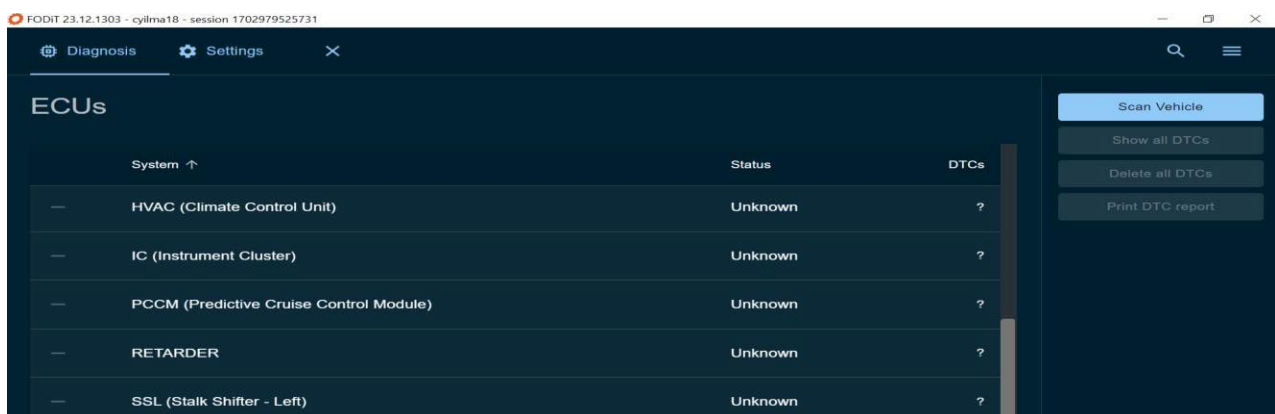 FODiT 23.12.1303 - cyilma18 - session 1702979525731
Diagnosis Settings
ECUs
System ↑ Status DTCs
HVAC (Climate Control Unit) Unknown ?
IC (Instrument Cluster) Unknown ?
PCCM (Predictive Cruise Control Module) Unknown ?
RETARDER Unknown ?
SSL (Stalk Shifter - Left) Unknown ?
Scan Vehicle
Show all DTCs
Delete all DTCs
Print DTC report